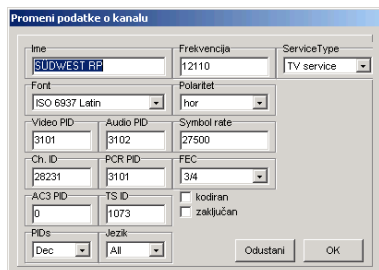 Promeni podatke o kanalu
Ime Frekvencija ServiceType
SÜDWEST RP 12110 TV service
Font Polaritet
ISO 6937 Latin hor
Video PID Audio PID Symbol rate
3101 3102 27500
Ch. ID PCR PID FEC
28231 3101 3/4
AC3 PID TS ID kodiran
0 1073 zaključan
PIDs Jezik
Dec All Odustani OK